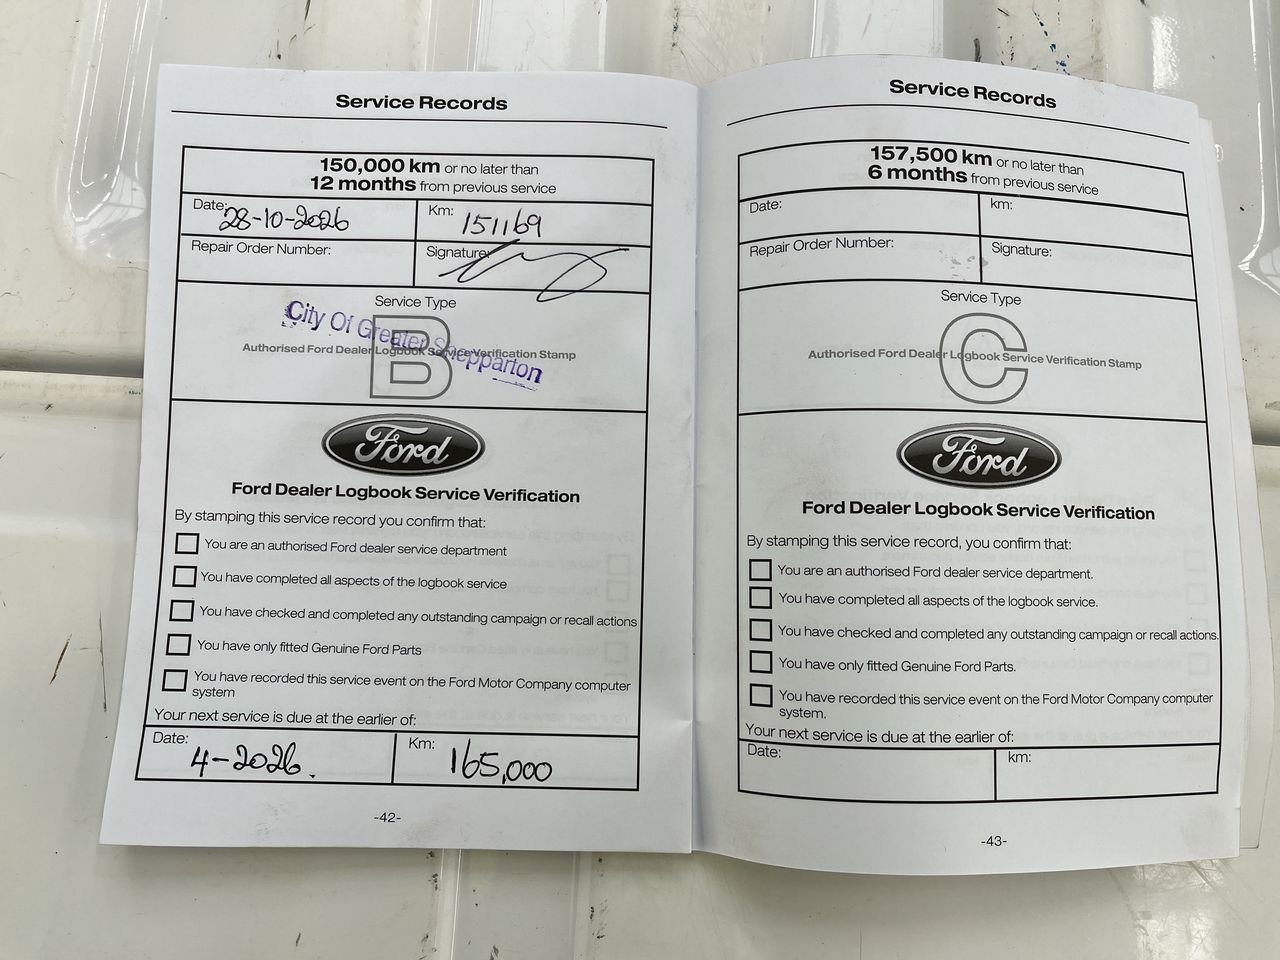 Service Records
150,000 km or no later than
12 months from previous service
Date: 28-10-2026
Km: 151169
Repair Order Number:
Signature:
Service Type
City Of Greater Shepparton
B
Authorised Ford Dealer Logbook Service Verification Stamp
Ford
Ford Dealer Logbook Service Verification
By stamping this service record you confirm that:
You are an authorised Ford dealer service department
You have completed all aspects of the logbook service
You have checked and completed any outstanding campaign or recall actions
You have only fitted Genuine Ford Parts
You have recorded this service event on the Ford Motor Company computer
system
Your next service is due at the earlier of:
Date: 4-2026.
Km: 165,000
-42-
Service Records
157,500 km or no later than
6 months from previous service
Date:
km:
Repair Order Number:
Signature:
Service Type
C
Authorised Ford Dealer Logbook Service Verification Stamp
Ford
Ford Dealer Logbook Service Verification
By stamping this service record, you confirm that:
You are an authorised Ford dealer service department.
You have completed all aspects of the logbook service.
You have checked and completed any outstanding campaign or recall actions.
You have only fitted Genuine Ford Parts.
You have recorded this service event on the Ford Motor Company computer
system.
Your next service is due at the earlier of:
Date:
km:
-43-